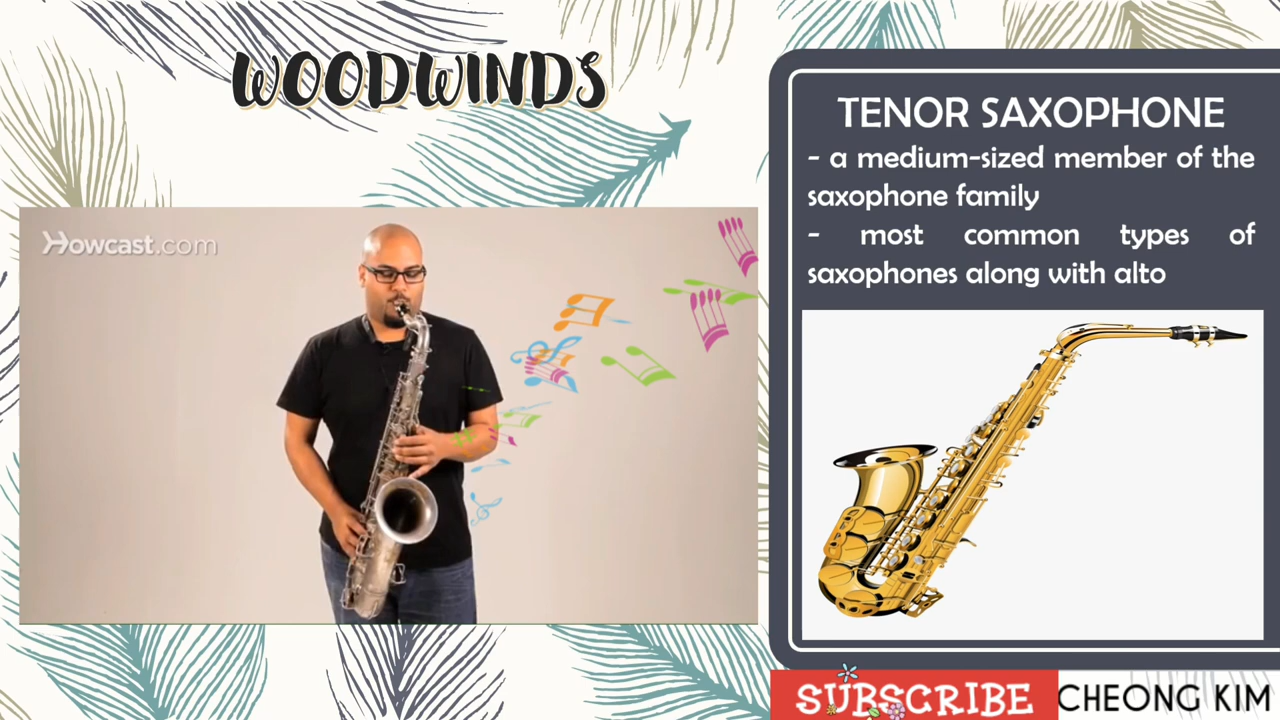 WOODWINDS
Howcast.com
TENOR SAXOPHONE
- a medium-sized member of the
saxophone family
- most common types of
saxophones along with alto
SUBSCRIBE CHEONG KIM